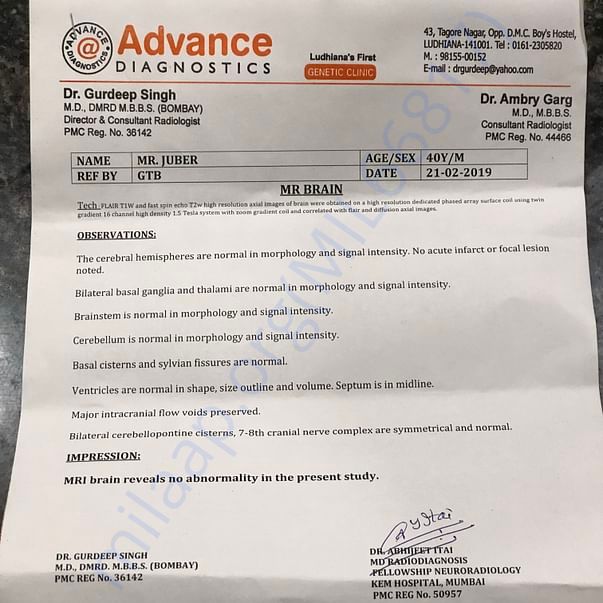 ADVANCE
@
DIAGNOSTICS
Advance
DIAGNOSTICS
Ludhiana's First
GENETIC CLINIC
43, Tagore Nagar, Opp. D.M.C. Boy's Hostel,
LUDHIANA-141001. Tel : 0161-2305820
M. : 98155-00152
E-mail : drgurdeep@yahoo.com
Dr. Gurdeep Singh
M.D., DMRD M.B.B.S. (BOMBAY)
Director & Consultant Radiologist
PMC Reg. No. 36142
Dr. Ambry Garg
M.D., M.B.B.S.
Consultant Radiologist
PMC Reg. No. 44466
NAME MR. JUBER AGE/SEX 40Y/M
REF BY GTB DATE 21-02-2019
MR BRAIN
Tech-FLAIR T1W and fast spin echo T2w high resolution axial images of brain were obtained on a high resolution dedicated phased array surface coil using twin
gradient 16 channel high density 1.5 Tesla system with zoom gradient coil and correlated with flair and diffusion axial images.
OBSERVATIONS:
The cerebral hemispheres are normal in morphology and signal intensity. No acute infarct or focal lesion
noted.
Bilateral basal ganglia and thalami are normal in morphology and signal intensity.
Brainstem is normal in morphology and signal intensity.
Cerebellum is normal in morphology and signal intensity.
Basal cisterns and sylvian fissures are normal.
Ventricles are normal in shape, size outline and volume. Septum is in midline.
Major intracranial flow voids preserved.
Bilateral cerebellopontine cisterns, 7-8th cranial nerve complex are symmetrical and normal.
IMPRESSION:
MRI brain reveals no abnormality in the present study.
DR. GURDEEP SINGH
M.D., DMRD. M.B.B.S. (BOMBAY)
PMC REG No. 36142
DR. ABHIJEET ITAI
MD RADIODIAGNOSIS
FELLOWSHIP NEURORADIOLOGY
KEM HOSPITAL, MUMBAI
PMC REG No. 50957